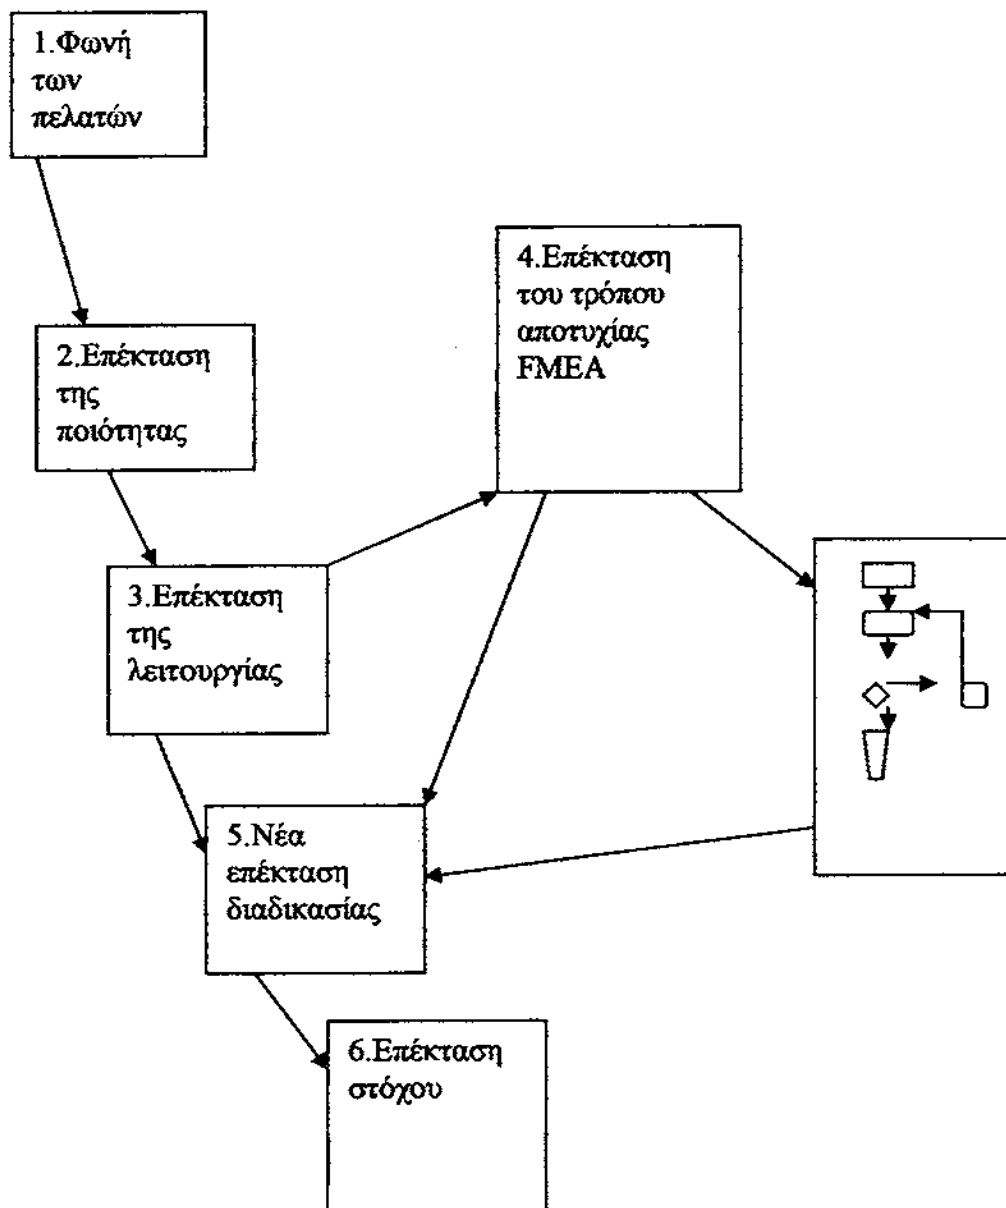 1.Φωνή
των
πελατών
2.Επέκταση
της
ποιότητας
3.Επέκταση
της
λειτουργίας
4.Επέκταση
του τρόπου
αποτυχίας
FMEA
5.Νέα
επέκταση
διαδικασίας
6.Επέκταση
στόχου